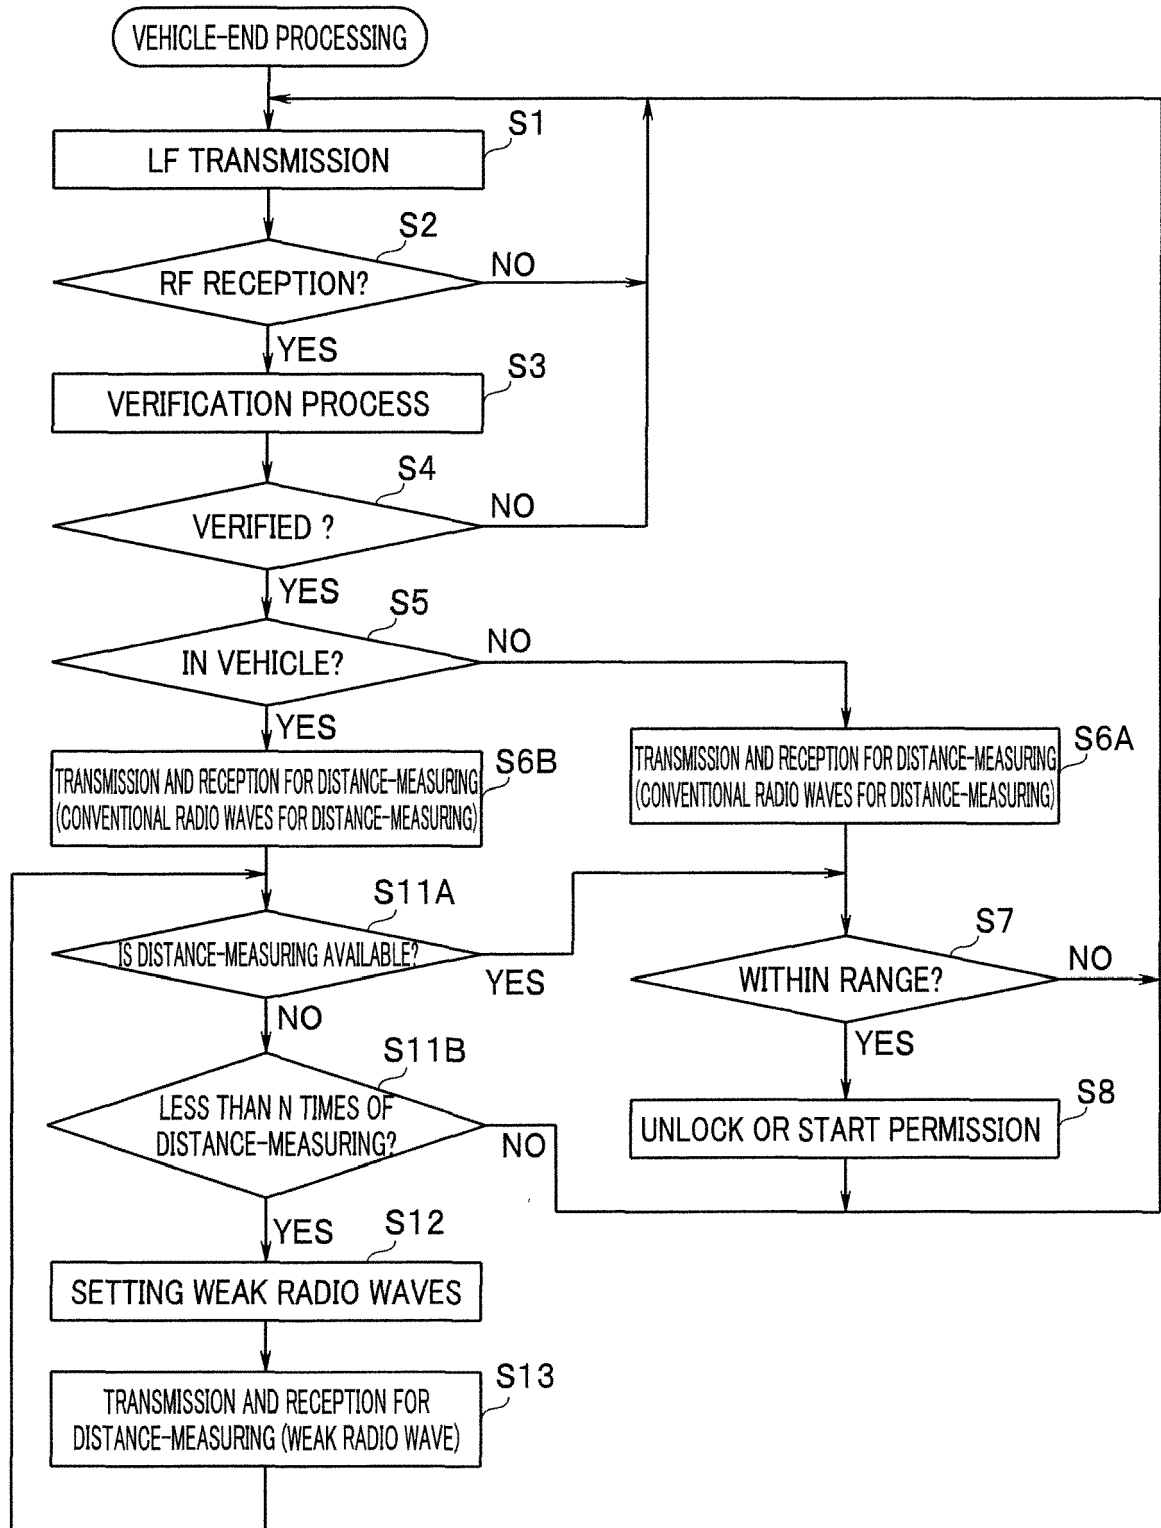 VEHICLE-END PROCESSING
S1
LF TRANSMISSION
S2
RF RECEPTION?
NO
YES
S3
VERIFICATION PROCESS
S4
VERIFIED ?
NO
YES
S5
IN VEHICLE?
NO
YES
S6B
TRANSMISSION AND RECEPTION FOR DISTANCE-MEASURING
(CONVENTIONAL RADIO WAVES FOR DISTANCE-MEASURING)
S6A
TRANSMISSION AND RECEPTION FOR DISTANCE-MEASURING
(CONVENTIONAL RADIO WAVES FOR DISTANCE-MEASURING)
S11A
IS DISTANCE-MEASURING AVAILABLE?
YES
NO
S7
WITHIN RANGE?
NO
YES
S11B
LESS THAN N TIMES OF
DISTANCE-MEASURING?
NO
YES
S8
UNLOCK OR START PERMISSION
S12
SETTING WEAK RADIO WAVES
S13
TRANSMISSION AND RECEPTION FOR
DISTANCE-MEASURING (WEAK RADIO WAVE)